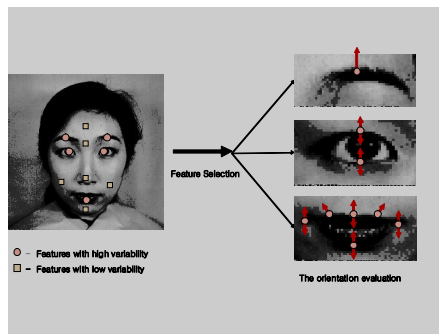 Feature Selection
– Features with high variability
– Features with low variability
The orientation evaluation